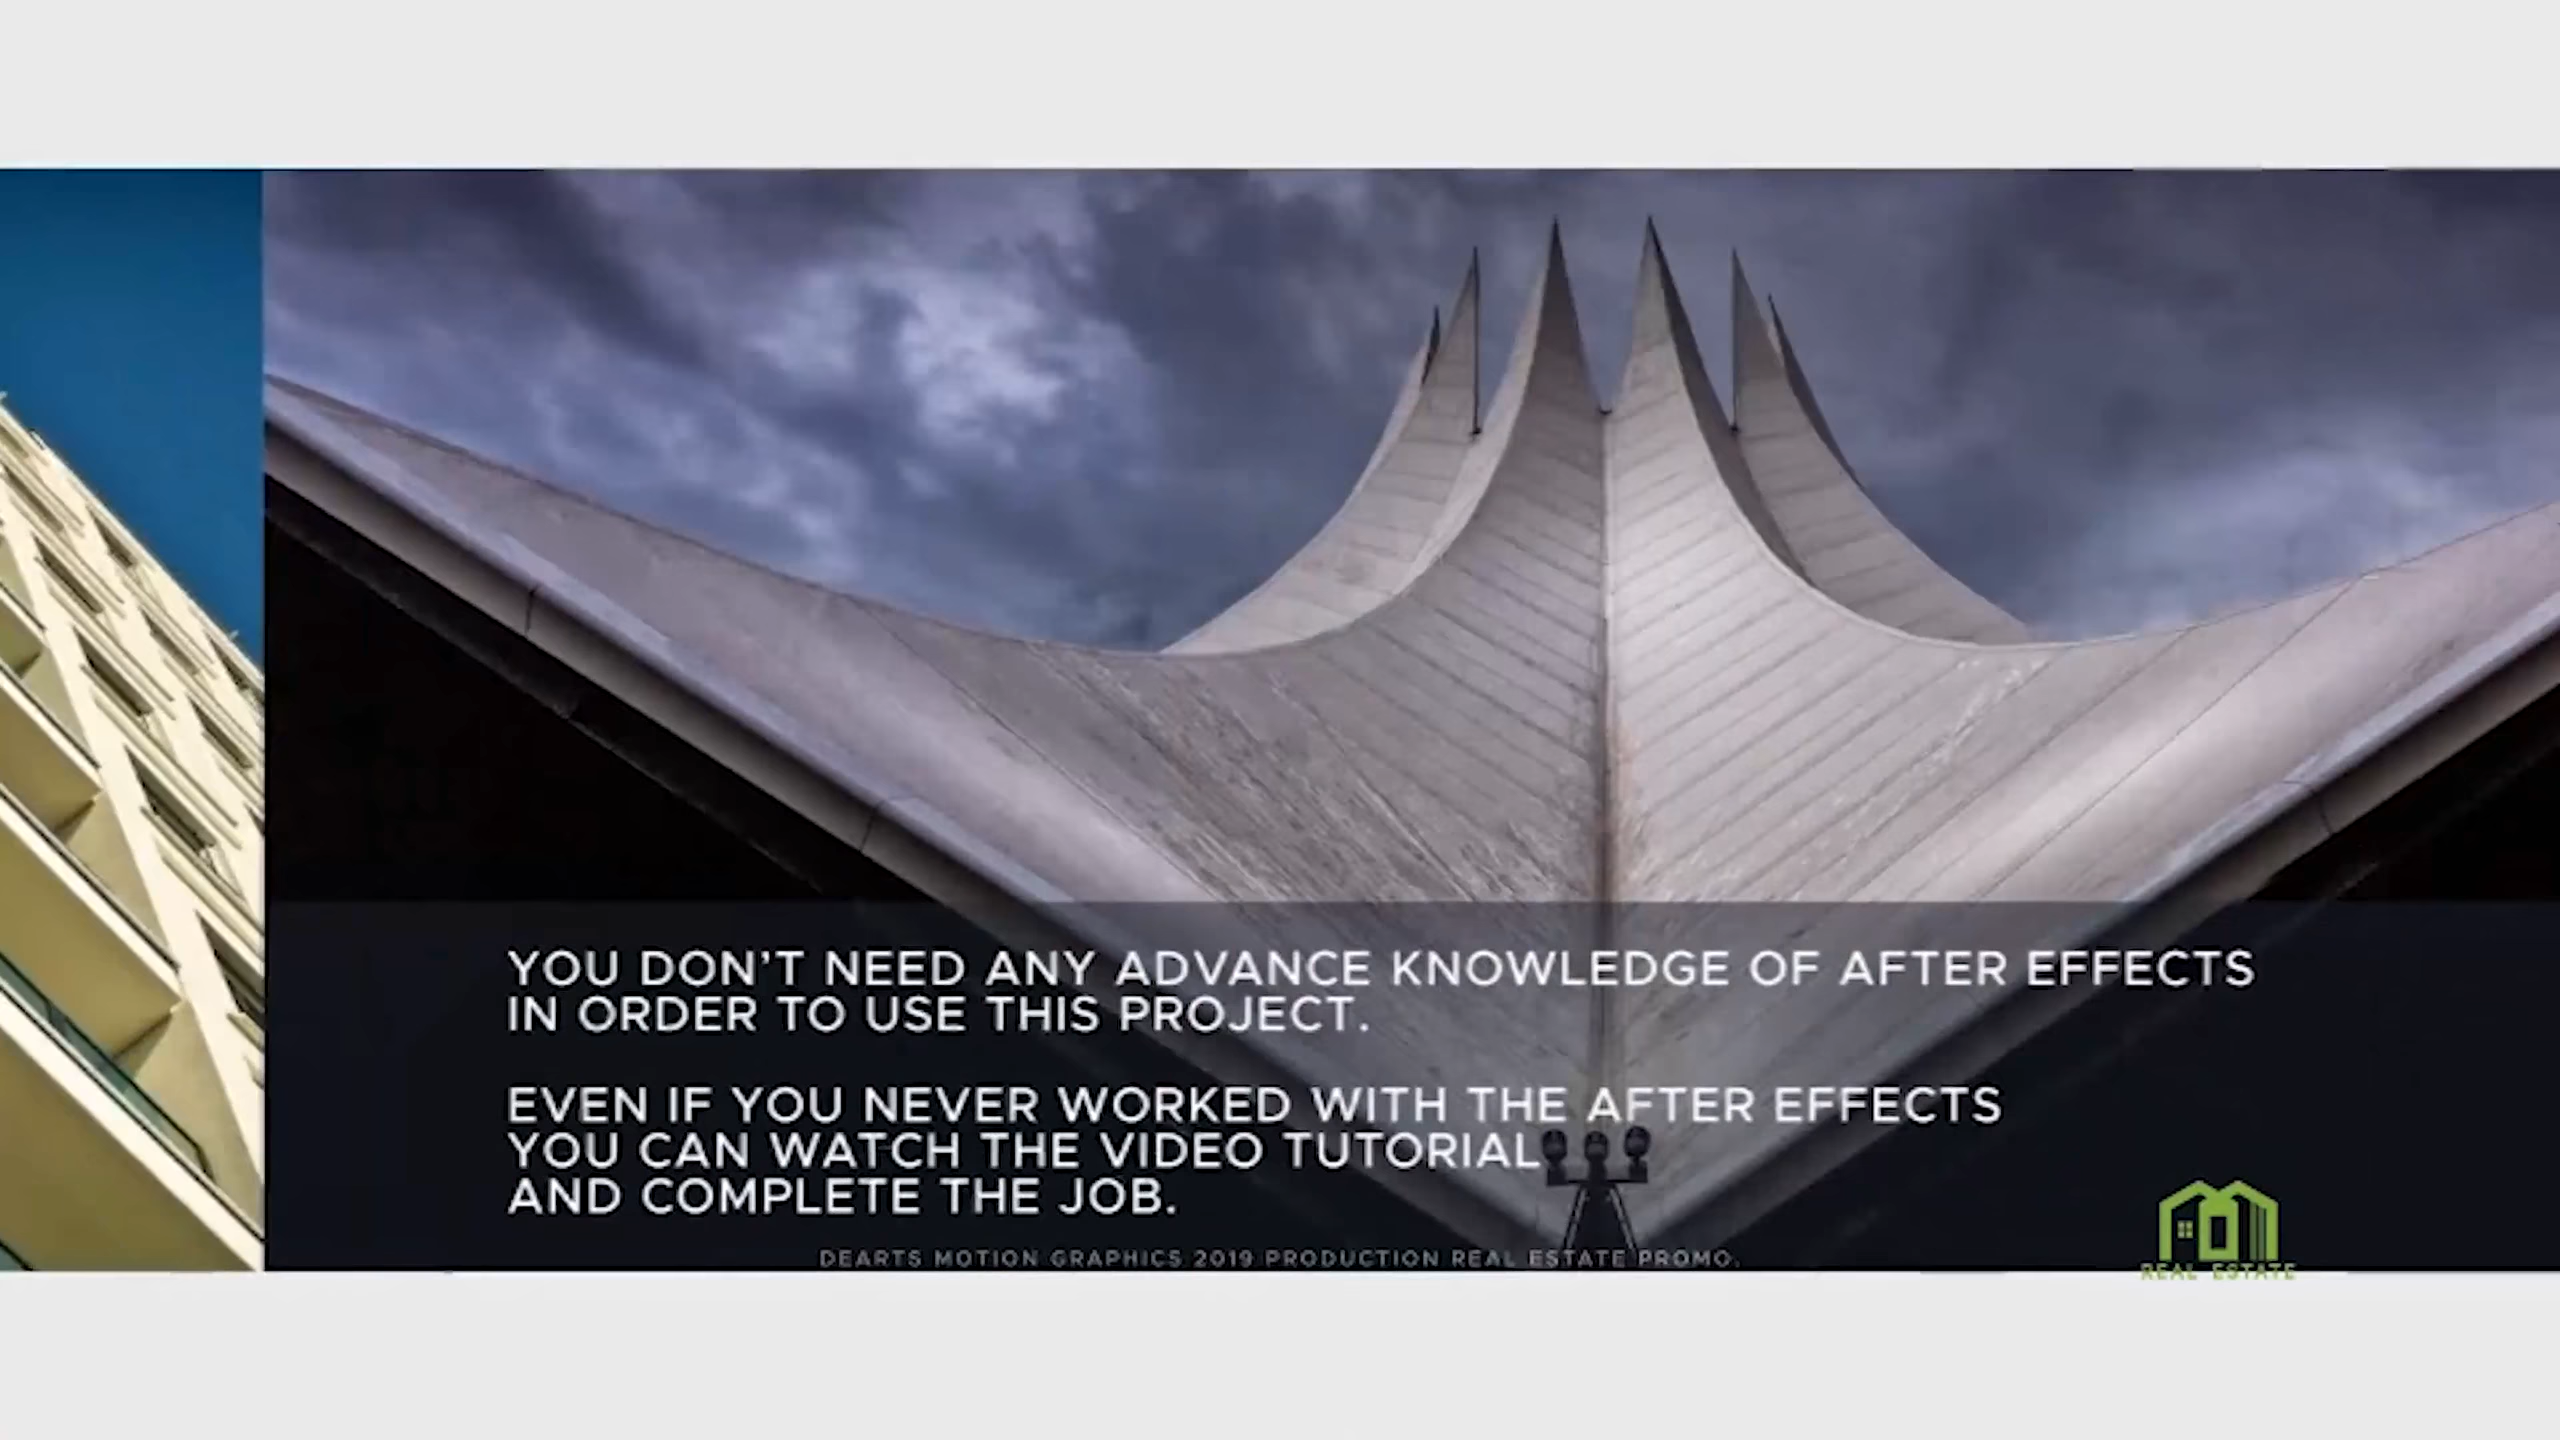 YOU DON'T NEED ANY ADVANCE KNOWLEDGE OF AFTER EFFECTS
IN ORDER TO USE THIS PROJECT.
EVEN IF YOU NEVER WORKED WITH THE AFTER EFFECTS
YOU CAN WATCH THE VIDEO TUTORIAL
AND COMPLETE THE JOB.
DEARTS MOTION GRAPHICS 2019 PRODUCTION REAL ESTATE PROMO.
REAL ESTATE